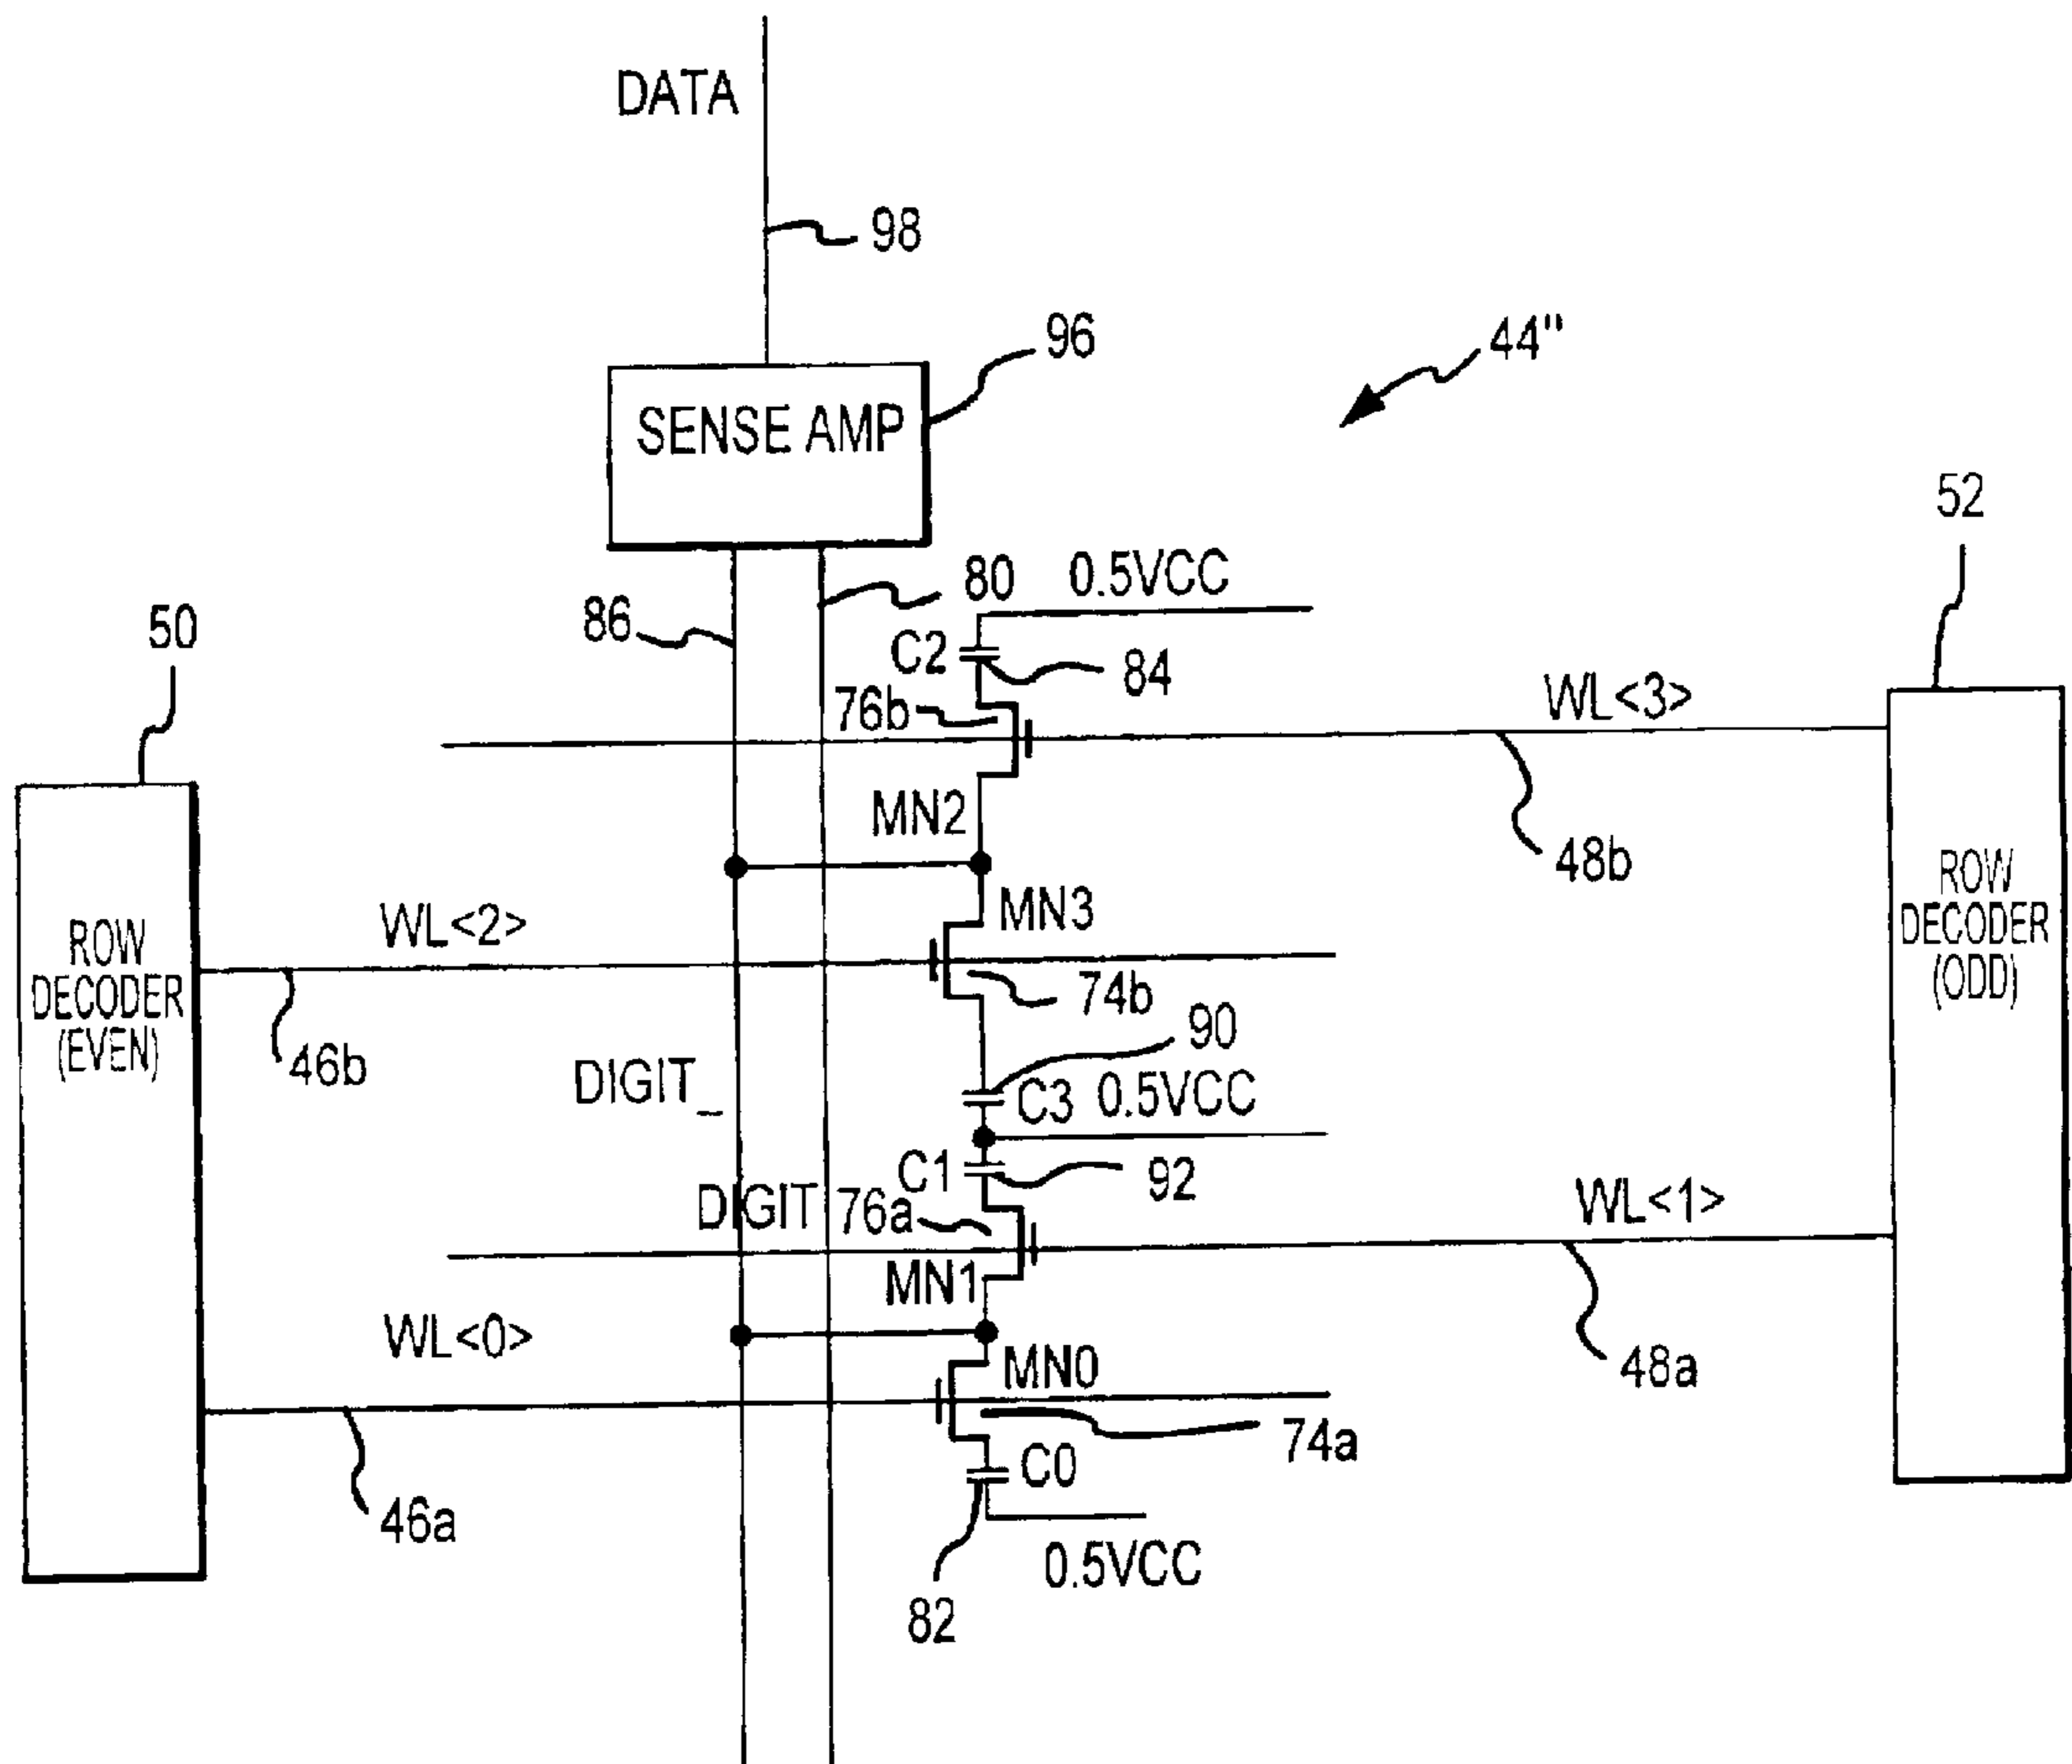 DATA
98
96
44"
SENSE AMP
52
80
0.5VCC
50
86
C2
84
76b
WL<3>
MN2
48b
ROW
DECODER
(ODD)
MN3
WL<2>
ROW
DECODER
(EVEN)
74b
90
46b
DIGIT_
C3
0.5VCC
C1
92
DIGIT
76a
WL<1>
MN1
WL<0>
MN0
48a
74a
C0
46a
0.5VCC
82